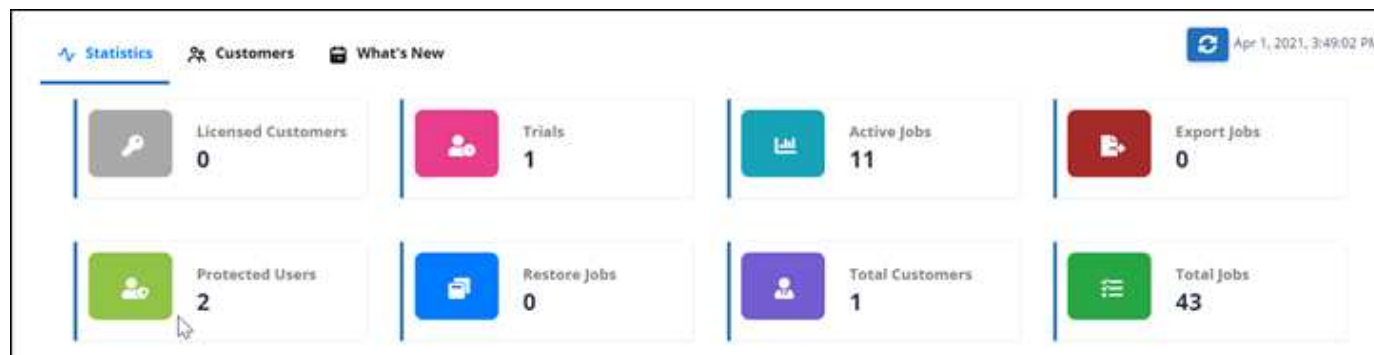 Statistics Customers What's New Apr 1, 2021, 3:49:02 PM
Licensed Customers Trials Active Jobs Export Jobs
0 1 11 0
Protected Users Restore Jobs Total Customers Total Jobs
2 0 1 43